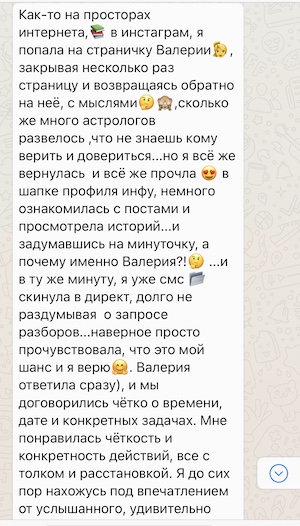 Как-то на просторах
интернета,📚 в инстаграм, я
попала на страничку Валерии💁‍♀️,
закрывая несколько раз
страницу и возвращаясь обратно
на неё, с мыслями🤔🙈,сколько
же много астрологов
развелось ,что не знаешь кому
верить и довериться...но я всё же
вернулась и всё же прочла 😍 в
шапке профиля инфу, немного
ознакомилась с постами и
просмотрела историй...и
задумавшись на минуточку, а
почему именно Валерия?!🤔 ...и
в ту же минуту, я уже смс 📂
скинула в директ, долго не
раздумывая о запросе
разборов...наверное просто
прочувствовала, что это мой
шанс и я верю🤗. Валерия
ответила сразу), и мы
договорились чётко о времени,
дате и конкретных задачах. Мне
понравилась чёткость и
конкретность действий, все с
толком и расстановкой. Я до сих
пор нахожусь под впечатлением
от услышанного, удивительно